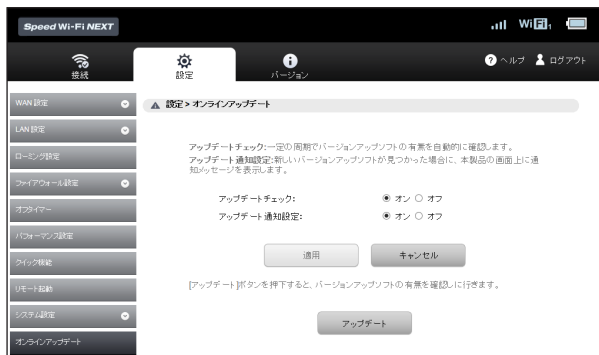 Speed Wi-Fi NEXT
WiFi 1
接続
設定
バージョン
ヘルプ
ログアウト
WAN 設定
LAN 設定
ローミング設定
ファイアウォール設定
オフタイマー
パフォーマンス設定
クイック機能
リモート起動
システム設定
オンラインアップデート
設定 > オンラインアップデート
アップデートチェック:一定の周期でバージョンアップソフトの有無を自動的に確認します。
アップデート通知設定:新しいバージョンアップソフトが見つかった場合に、本製品の画面上に通
知メッセージを表示します。
アップデートチェック: オン オフ
アップデート通知設定: オン オフ
適用 キャンセル
[アップデート]ボタンを押下すると、バージョンアップソフトの有無を確認しに行きます。
アップデート